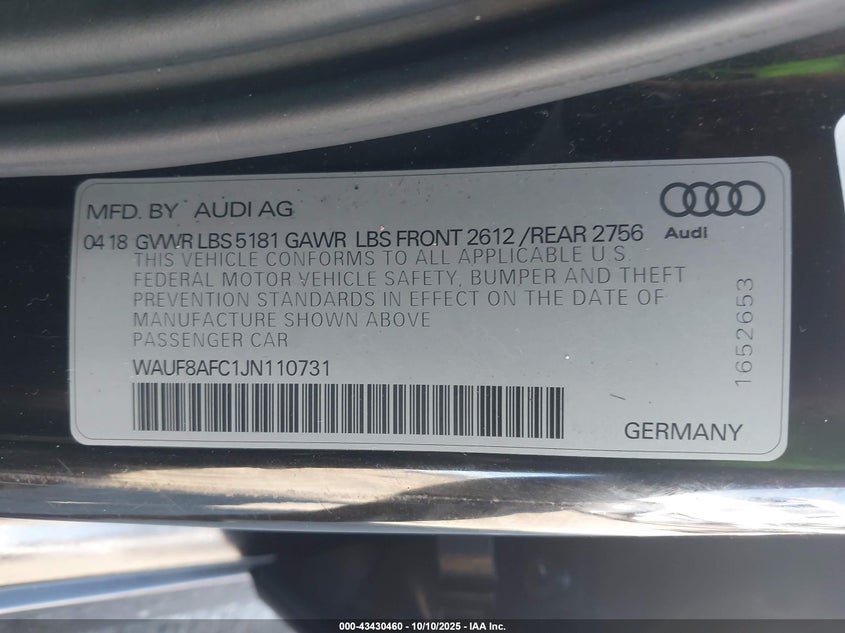 MFD. BY AUDI AG
Audi
04 18 GVWR LBS 5181 GAWR LBS FRONT 2612 /REAR 2756
THIS VEHICLE CONFORMS TO ALL APPLICABLE U.S.
FEDERAL MOTOR VEHICLE SAFETY, BUMPER AND THEFT
PREVENTION STANDARDS IN EFFECT ON THE DATE OF
MANUFACTURE SHOWN ABOVE
PASSENGER CAR
WAUF8AFC1JN110731
1652653
GERMANY
000-43430460 - 10/10/2025 - IAA Inc.